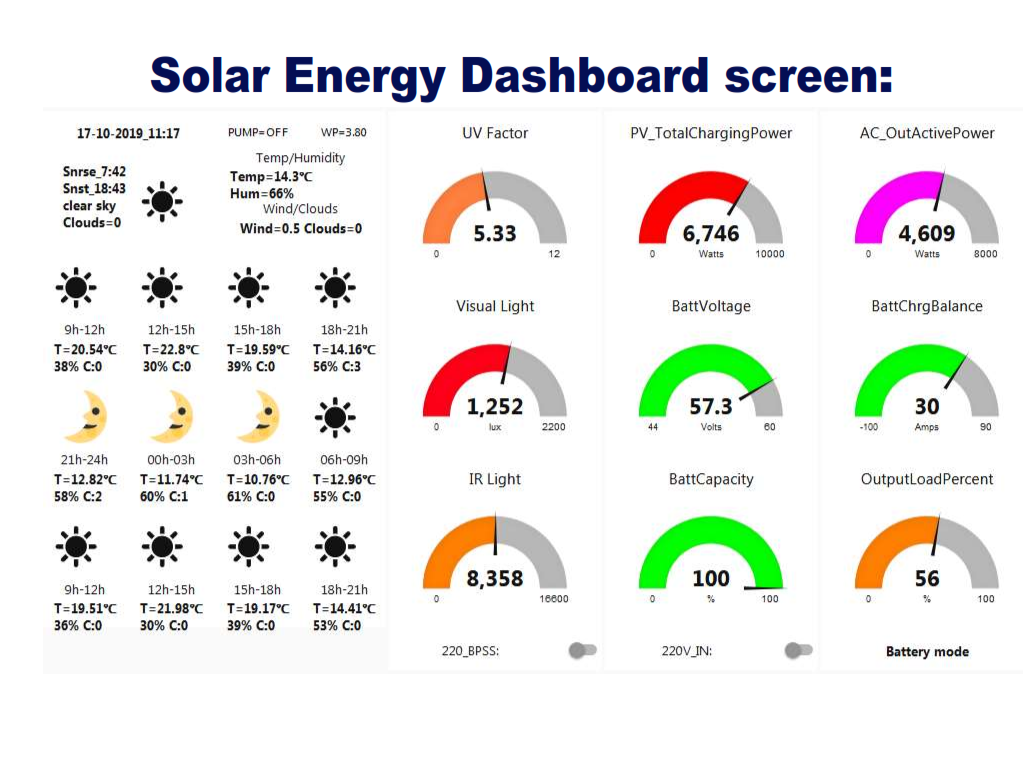 Solar Energy Dashboard screen:
17-10-2019_11:17
PUMP=OFF WP=3.80
Snrse_7:42
Snst_18:43
clear sky
Clouds=0
Temp/Humidity
Temp=14.3℃
Hum=66%
Wind/Clouds
Wind=0.5 Clouds=0
9h-12h 12h-15h 15h-18h 18h-21h
T=20.54℃ T=22.8℃ T=19.59℃ T=14.16℃
38% C:0 30% C:0 39% C:0 56% C:3
21h-24h 00h-03h 03h-06h 06h-09h
T=12.82℃ T=11.74℃ T=10.76℃ T=12.96℃
58% C:2 60% C:1 61% C:0 55% C:0
9h-12h 12h-15h 15h-18h 18h-21h
T=19.51℃ T=21.98℃ T=19.17℃ T=14.41℃
36% C:0 30% C:0 39% C:0 53% C:0
UV Factor
5.33
0 12
Visual Light
1,252
0 lux 2200
IR Light
8,358
0 16600
220_BPSS:
PV_TotalChargingPower
6,746
0 Watts 10000
BattVoltage
57.3
44 Volts 60
BattCapacity
100
0 % 100
220V_IN:
AC_OutActivePower
4,609
0 Watts 8000
BattChrgBalance
30
-100 Amps 90
OutputLoadPercent
56
0 % 100
Battery mode